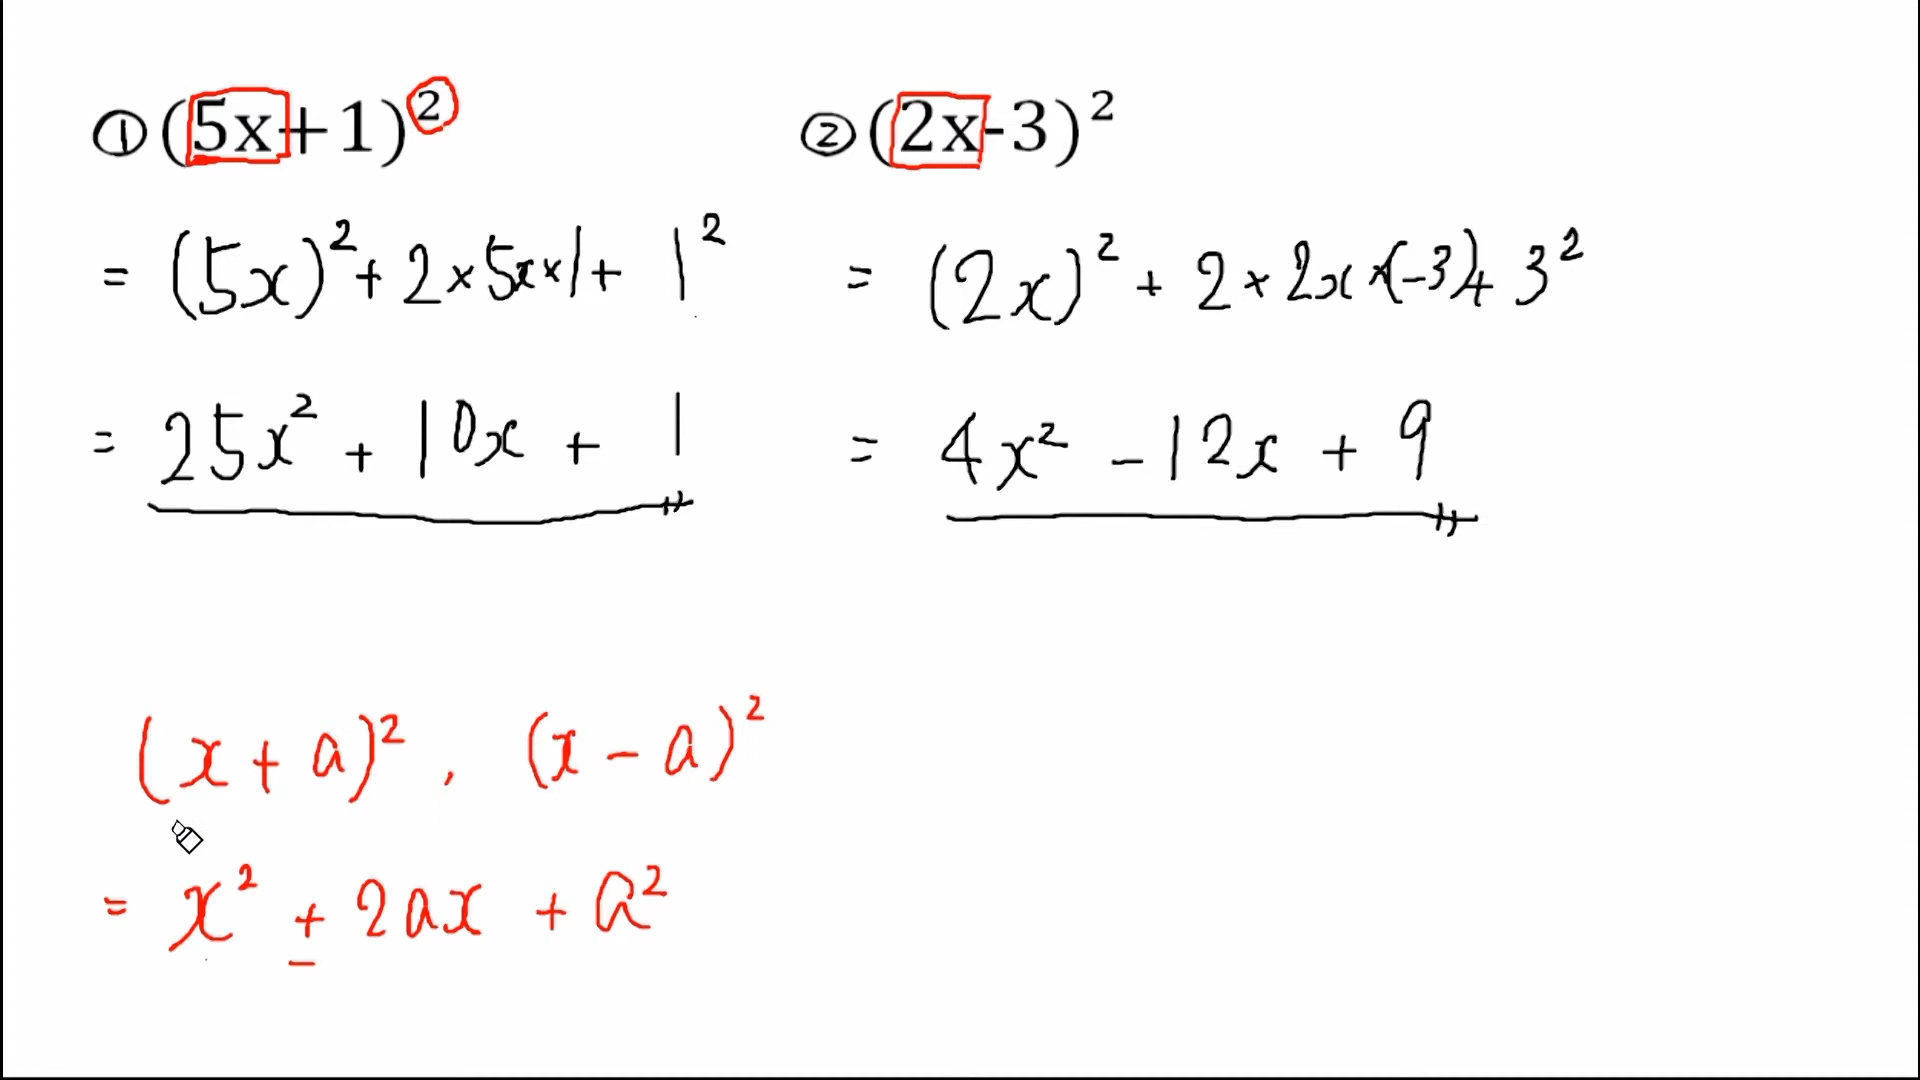 ①(5x+1)²
= (5x)² + 2×5x×1 + 1²
= 25x² + 10x + 1
②(2x-3)²
= (2x)² + 2×2x×(-3) + 3²
= 4x² - 12x + 9
(x + a)² , (x - a)²
= x² ± 2ax + a²